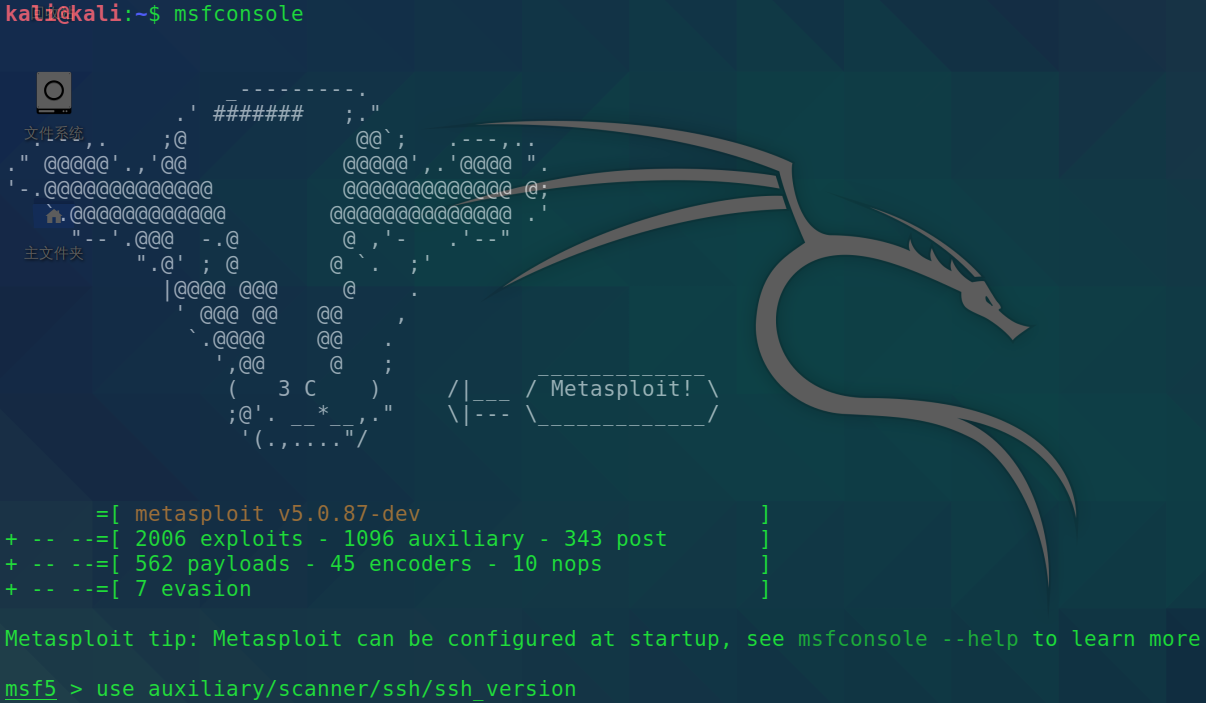 kali@kali:~$ msfconsole
文件系统
主文件夹
       _---------.
    .' #######   ;."
 .---,.    ;@             @@`;   .---,..
." @@@@@'.,'@@            @@@@@',.'@@@@ ".
'-.@@@@@@@@@@@@@          @@@@@@@@@@@@@ @;
   `.@@@@@@@@@@@@        @@@@@@@@@@@@@@ .'
     "--'.@@@  -.@        @ ,'-   .'--"
          ".@' ; @       @ `.  ;'
            |@@@@ @@@     @    .
             ' @@@ @@   @@    ,
              `.@@@@    @@   .
                ',@@     @   ;           _____________
                 (   3 C    )     /|___ / Metasploit! \
                 ;@'. __*__,."    \|--- \_____________/
                  '(.,...."/
       =[ metasploit v5.0.87-dev                          ]
+ -- --=[ 2006 exploits - 1096 auxiliary - 343 post       ]
+ -- --=[ 562 payloads - 45 encoders - 10 nops            ]
+ -- --=[ 7 evasion                                       ]
Metasploit tip: Metasploit can be configured at startup, see msfconsole --help to learn more
msf5 > use auxiliary/scanner/ssh/ssh_version